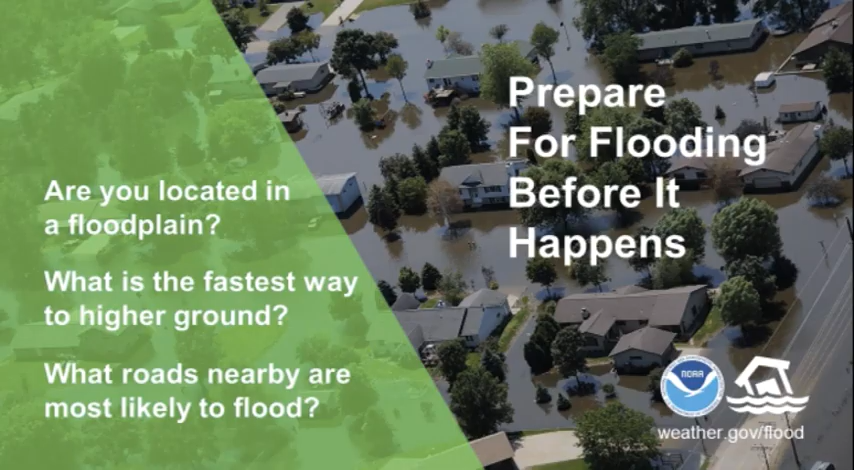 Prepare
For Flooding
Before It
Happens
Are you located in
a floodplain?
What is the fastest way
to higher ground?
What roads nearby are
most likely to flood?
NOAA
weather.gov/flood